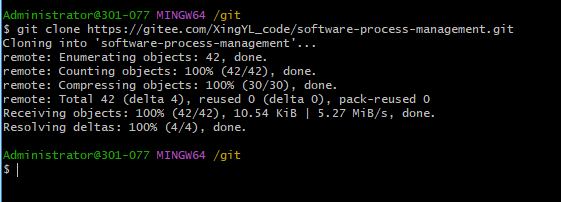 Administrator@301-077 MINGW64 /git
$ git clone https://gitee.com/XingYL_code/software-process-management.git
Cloning into 'software-process-management'...
remote: Enumerating objects: 42, done.
remote: Counting objects: 100% (42/42), done.
remote: Compressing objects: 100% (30/30), done.
remote: Total 42 (delta 4), reused 0 (delta 0), pack-reused 0
Receiving objects: 100% (42/42), 10.54 KiB | 5.27 MiB/s, done.
Resolving deltas: 100% (4/4), done.
Administrator@301-077 MINGW64 /git
$